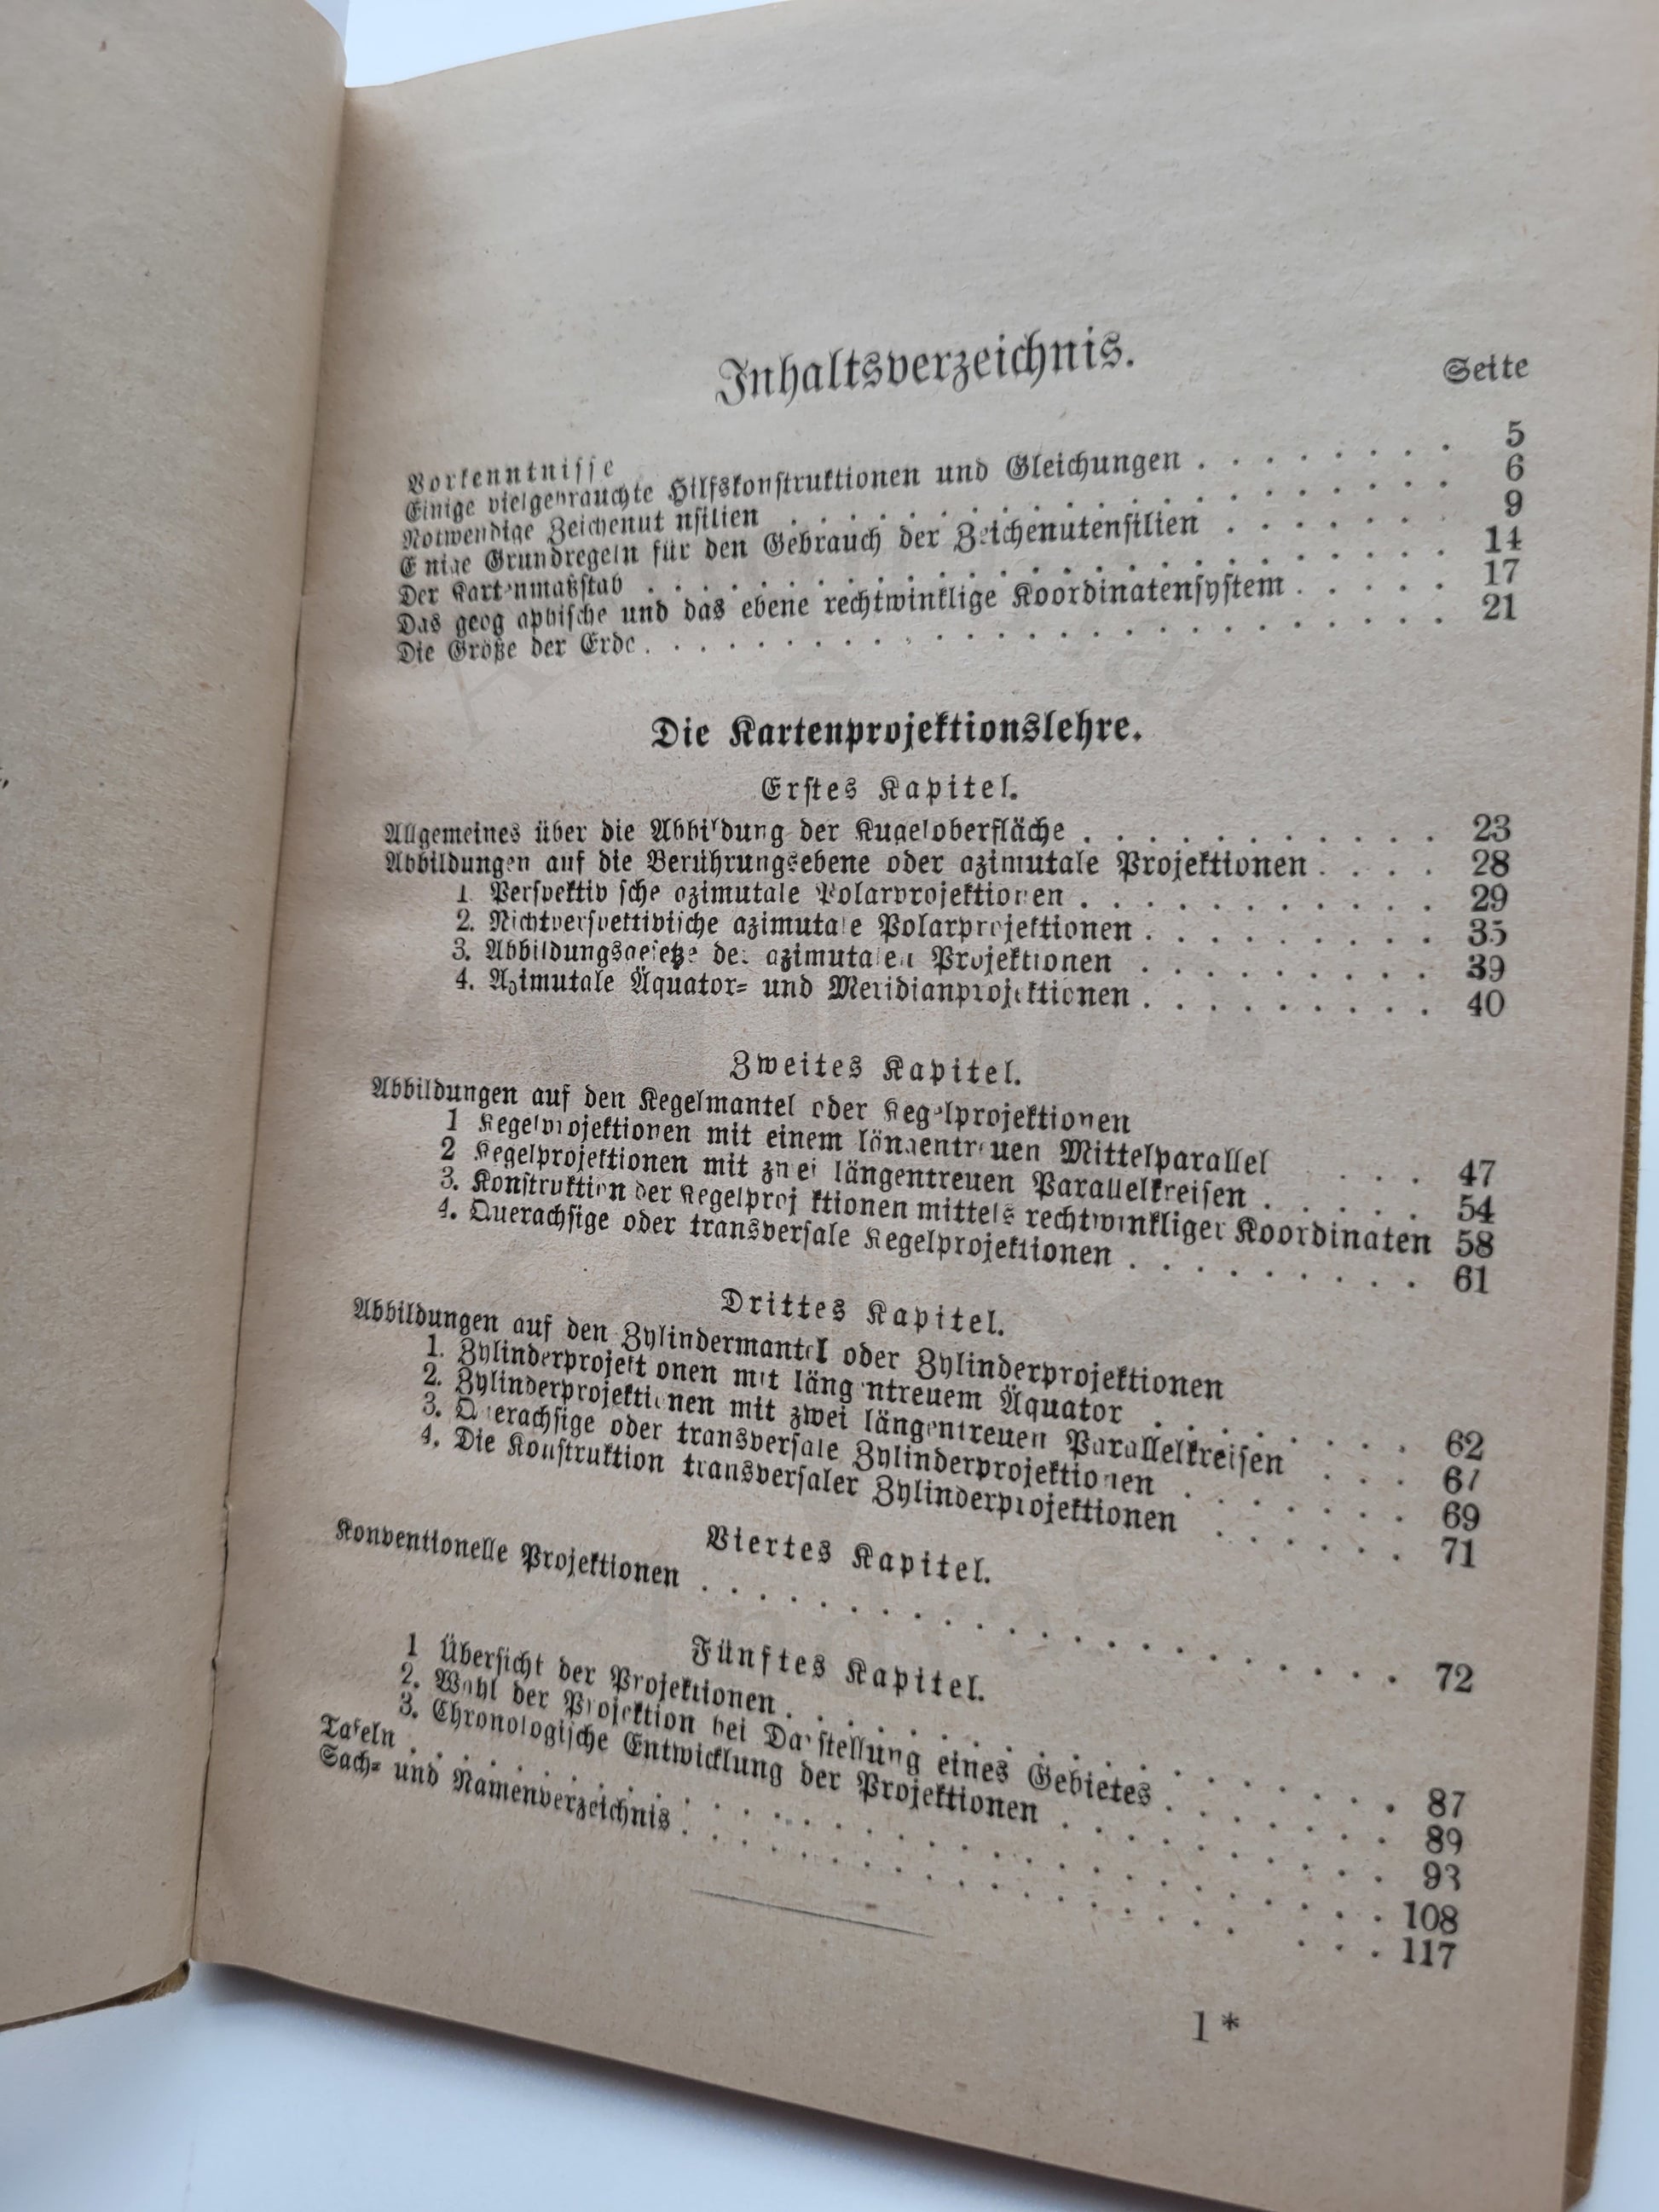 Inhaltsverzeichnis.
Seite
Vorkenntnisse
Einige vielgebrauchte Hilfskonstruktionen und Gleichungen . . . . . . . . 5
Notwendige Zeichenutensilien . . . . . . . . 6
Einige Grundregeln für den Gebrauch der Zeichenutensilien . . . . . . 9
Der Kartenmaßstab . . . . . . . . 14
Das geographische und das ebene rechtwinklige Koordinatensystem . . . . . 17
Die Größe der Erde . . . . . . . . 21
Die Kartenprojektionslehre.
Erstes Kapitel.
Allgemeines über die Abbildung der Kugeloberfläche . . . . . . . . . . . 23
Abbildungen auf die Berührungsebene oder azimutale Projektionen . . . . 28
1 Perspektivische azimutale Polarprojektionen . . . . . . . . . . . 29
2. Nichtperspektivische azimutale Polarprojektionen . . . . . . . . . 35
3. Abbildungsgesetze der azimutalen Projektionen . . . . . . . . . 39
4. Azimutale Äquator- und Meridianprojektionen . . . . . . . . . 40
Zweites Kapitel.
Abbildungen auf den Kegelmantel oder Kegelprojektionen
1 Kegelprojektionen mit einem längentreuen Mittelparallel . . . 47
2 Kegelprojektionen mit zwei längentreuen Parallelkreisen . . . . . 54
3. Konstruktion der Kegelprojektionen mittels rechtwinkliger Koordinaten 58
4. Querachsige oder transversale Kegelprojektionen . . . . . . . . . 61
Drittes Kapitel.
Abbildungen auf den Zylindermantel oder Zylinderprojektionen
1. Zylinderprojektionen mit längentreuem Äquator . . . . . . . . 62
2. Zylinderprojektionen mit zwei längentreuen Parallelkreisen . . . 67
3. Querachsige oder transversale Zylinderprojektionen . . . . . . . 69
4. Die Konstruktion transversaler Zylinderprojektionen . . . . . . 71
Viertes Kapitel.
Konventionelle Projektionen . . . . . . . . . . . . . . . . . . . . 72
Fünftes Kapitel.
1 Übersicht der Projektionen . . . . . . . . . . . . . . . . 87
2. Wahl der Projektion bei Darstellung eines Gebietes . . . . . . . 89
3. Chronologische Entwicklung der Projektionen . . . . . . . . . . 93
Tafeln . . . . . . . . . . . . . . . . . . . . . . . 108
Sach- und Namenverzeichnis . . . . . . . . . . . . . . . . 117
1*